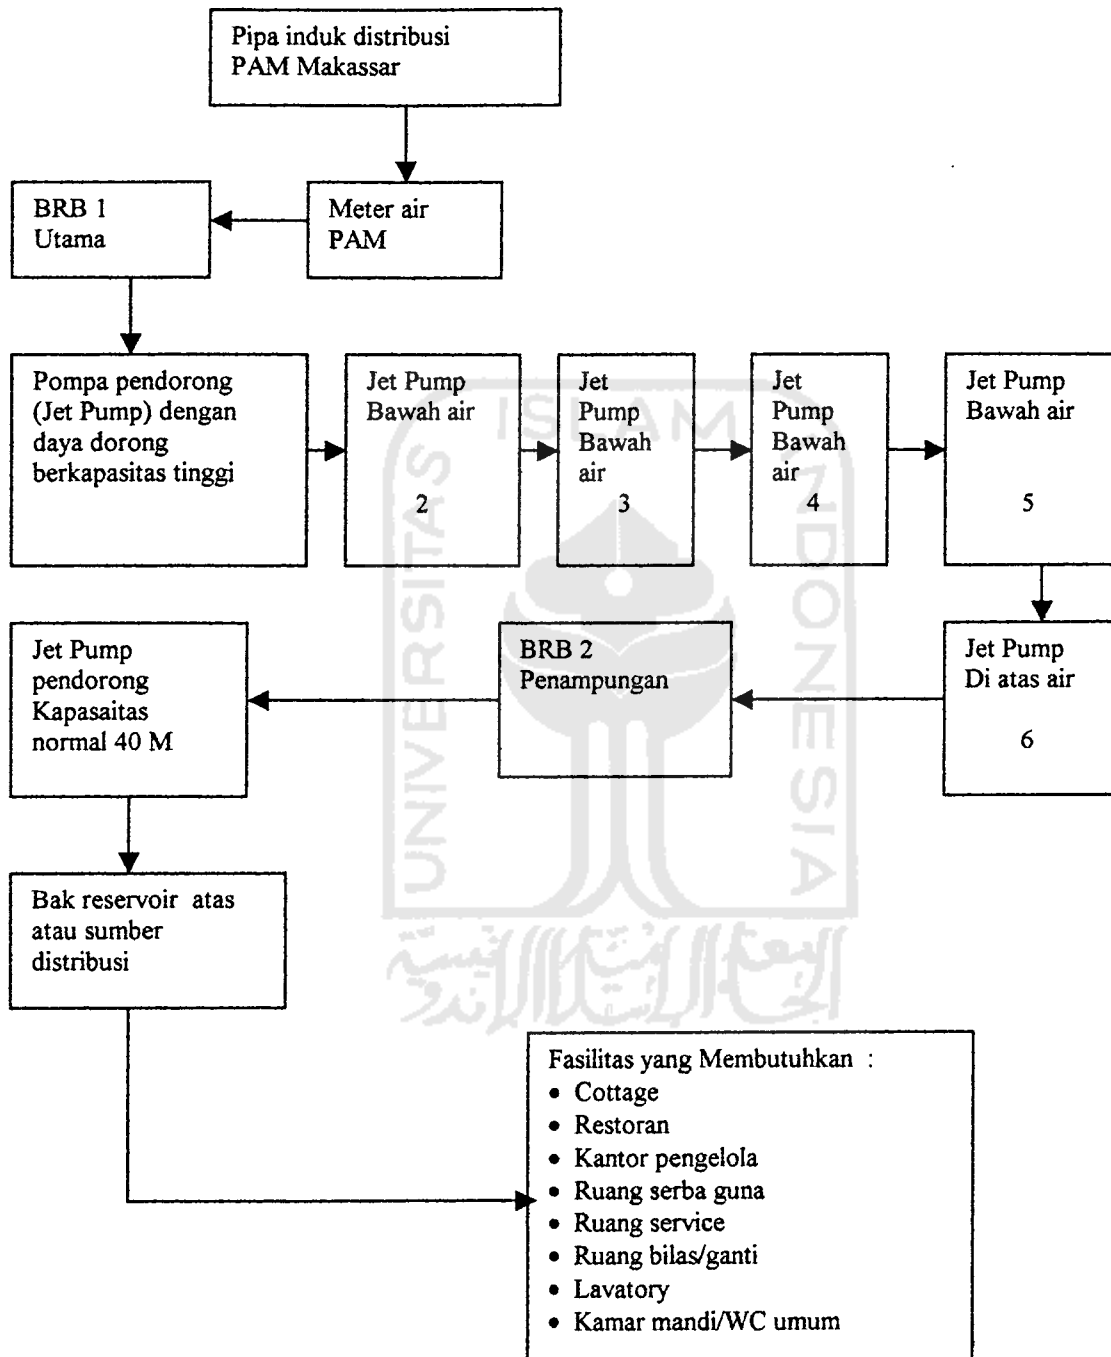 Pipa induk distribusi
PAM Makassar
BRB 1
Utama
Meter air
PAM
Pompa pendorong
(Jet Pump) dengan
daya dorong
berkapasitas tinggi
Jet Pump
Bawah air
2
Jet
Pump
Bawah
air
3
Jet
Pump
Bawah
air
4
Jet Pump
Bawah air
5
Jet Pump
pendorong
Kapasaitas
normal 40 M
BRB 2
Penampungan
Jet Pump
Di atas air
6
Bak reservoir atas
atau sumber
distribusi
Fasilitas yang Membutuhkan :
• Cottage
• Restoran
• Kantor pengelola
• Ruang serba guna
• Ruang service
• Ruang bilas/ganti
• Lavatory
• Kamar mandi/WC umum
UNIVERSITAS
ISLAM
INDONESIA